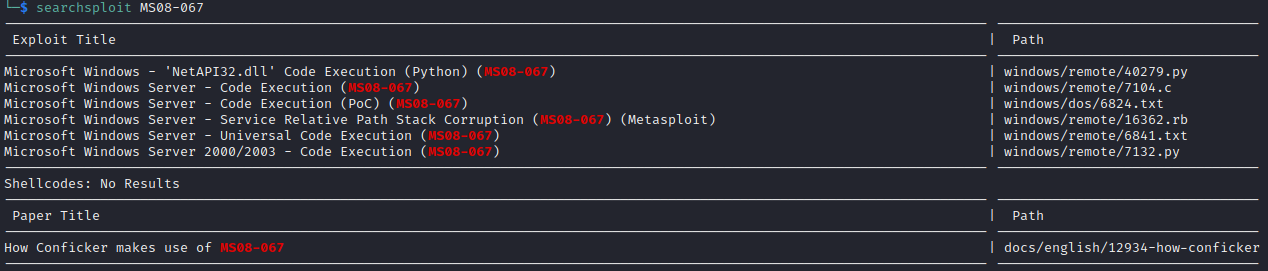 └─$ searchsploit MS08-067
Exploit Title | Path
Microsoft Windows - 'NetAPI32.dll' Code Execution (Python) (MS08-067) | windows/remote/40279.py
Microsoft Windows Server - Code Execution (MS08-067) | windows/remote/7104.c
Microsoft Windows Server - Code Execution (PoC) (MS08-067) | windows/dos/6824.txt
Microsoft Windows Server - Service Relative Path Stack Corruption (MS08-067) (Metasploit) | windows/remote/16362.rb
Microsoft Windows Server - Universal Code Execution (MS08-067) | windows/remote/6841.txt
Microsoft Windows Server 2000/2003 - Code Execution (MS08-067) | windows/remote/7132.py
Shellcodes: No Results
Paper Title | Path
How Conficker makes use of MS08-067 | docs/english/12934-how-conficker